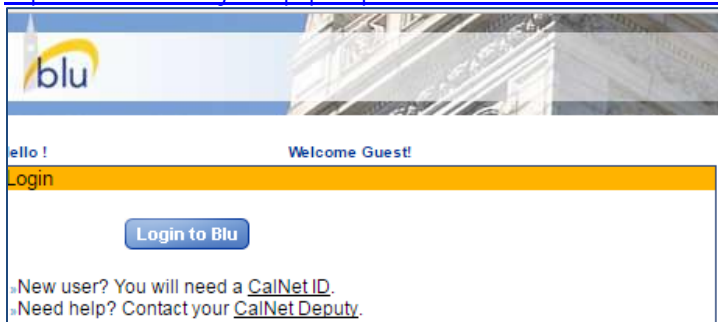 blu
ello !
Welcome Guest!
Login
Login to Blu
»New user? You will need a CalNet ID.
»Need help? Contact your CalNet Deputy.